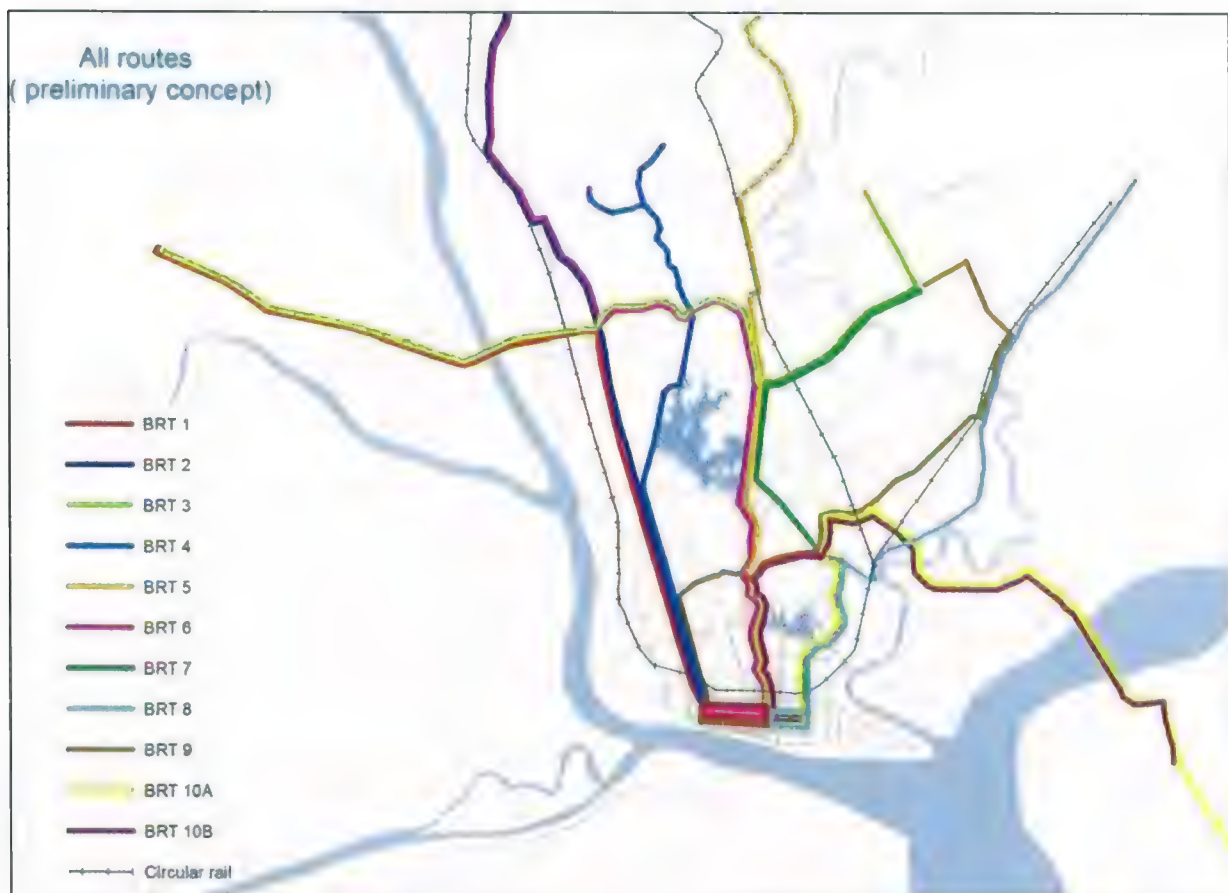 All routes
( preliminary concept)
BRT 1
BRT 2
BRT 3
BRT 4
BRT 5
BRT 6
BRT 7
BRT 8
BRT 9
BRT 10A
BRT 10B
Circular rail